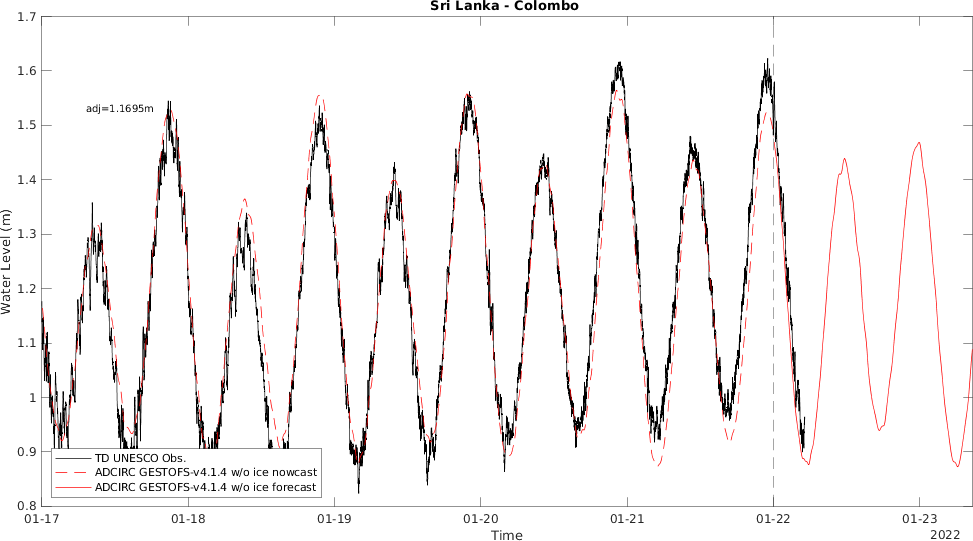 Sri Lanka - Colombo
1.7
1.6
1.5
1.4
1.3
1.2
1.1
1
0.9
0.8
Water Level (m)
adj=1.1695m
TD UNESCO Obs.
ADCIRC GESTOFS-v4.1.4 w/o ice nowcast
ADCIRC GESTOFS-v4.1.4 w/o ice forecast
01-17 01-18 01-19 01-20 01-21 01-22 01-23
Time
2022